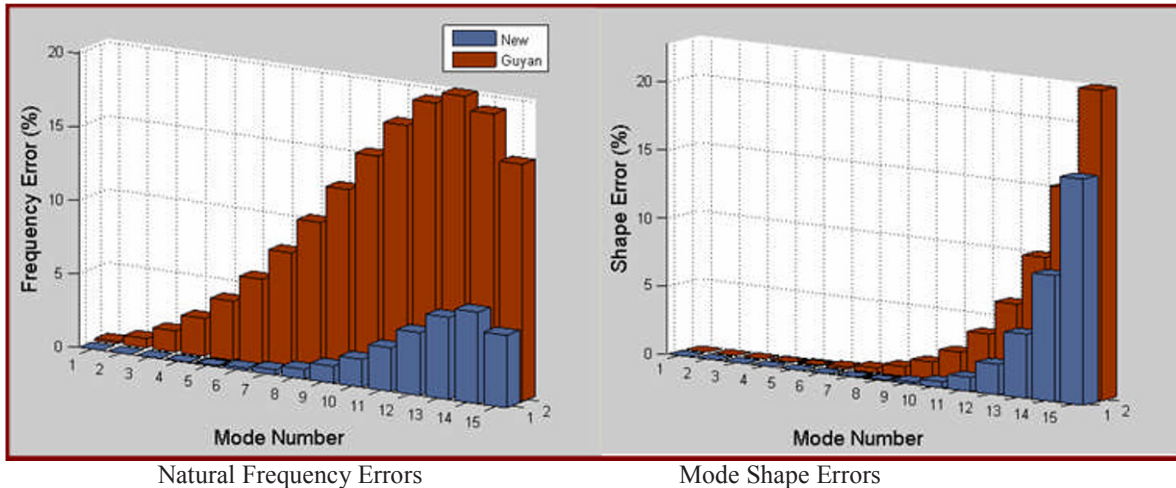 New
Guyan
Frequency Error (%)
20
15
10
5
0
1 2 3 4 5 6 7 8 9 10 11 12 13 14 15
1 2
Mode Number
Shape Error (%)
20
15
10
5
0
1 2 3 4 5 6 7 8 9 10 11 12 13 14 15
1 2
Mode Number
Natural Frequency Errors
Mode Shape Errors